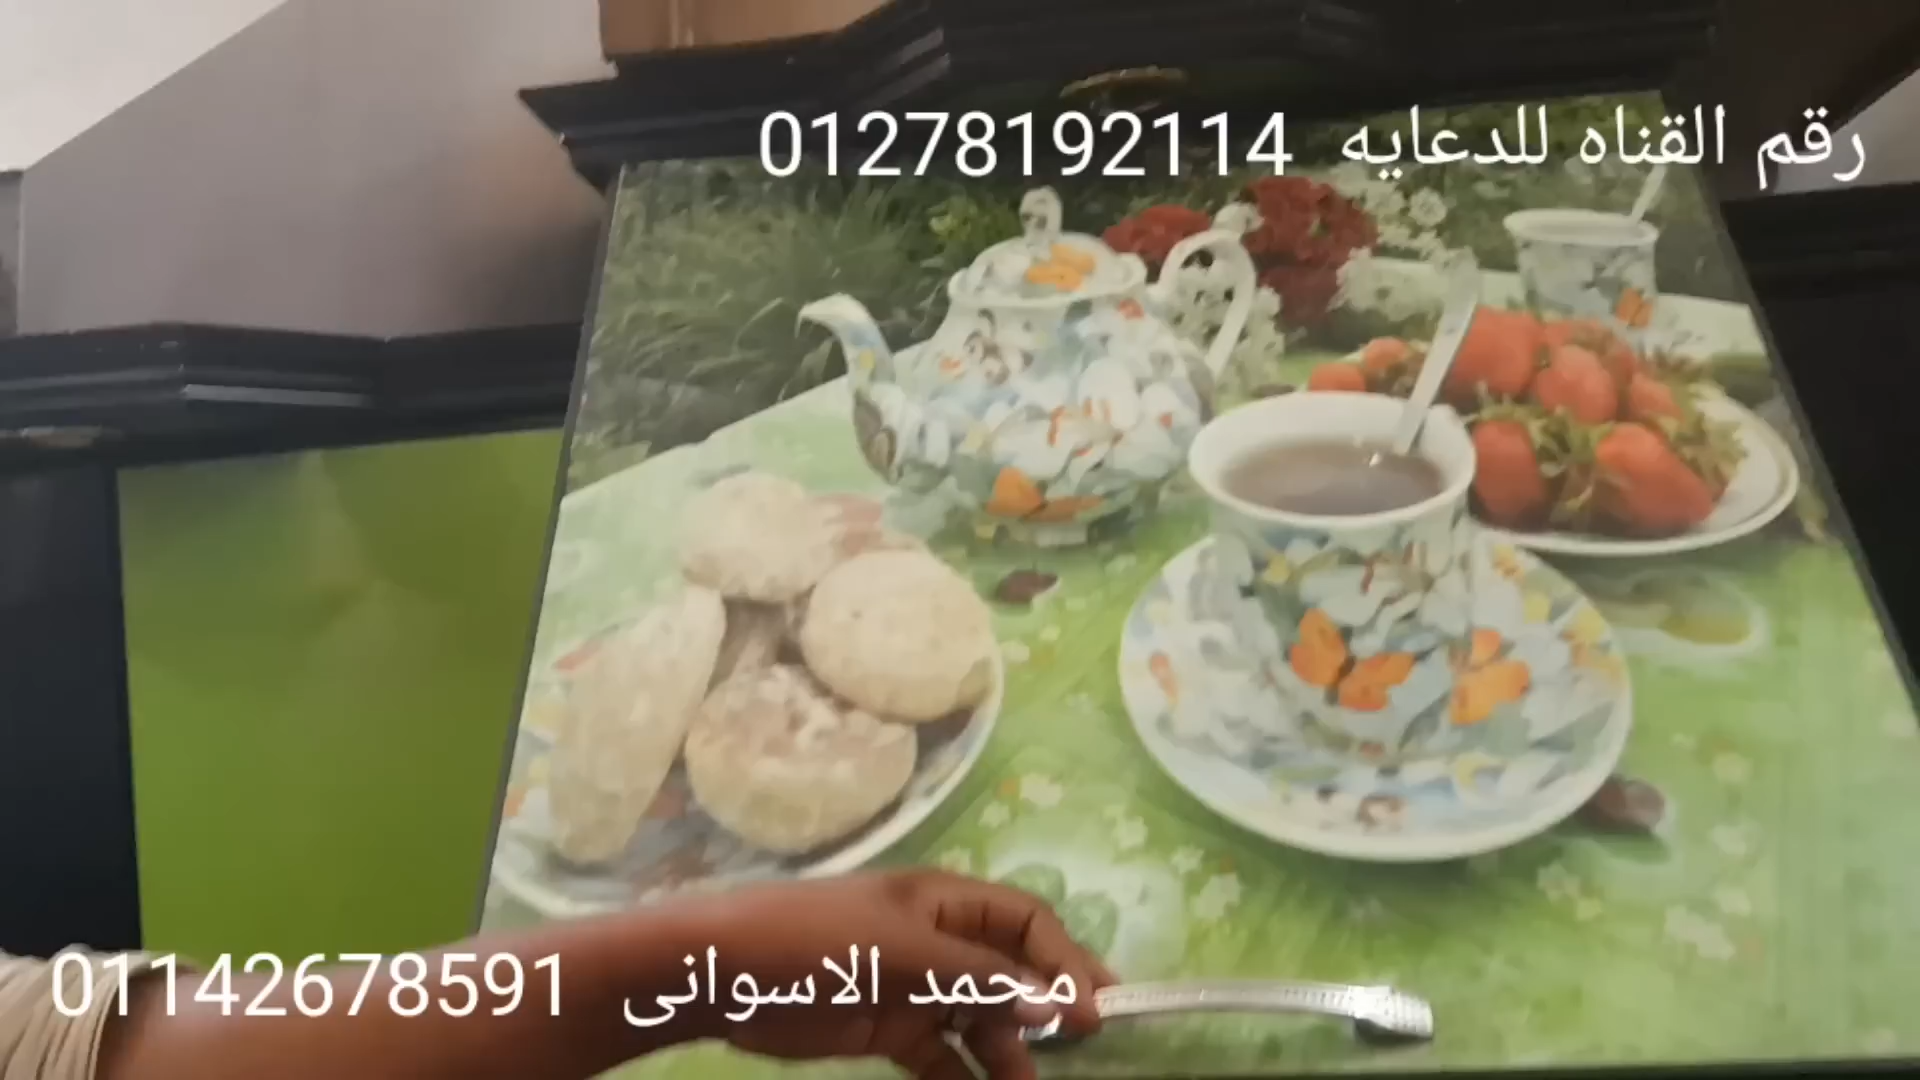 رقم القناه للدعايه 01278192114
محمد الاسوانى 01142678591